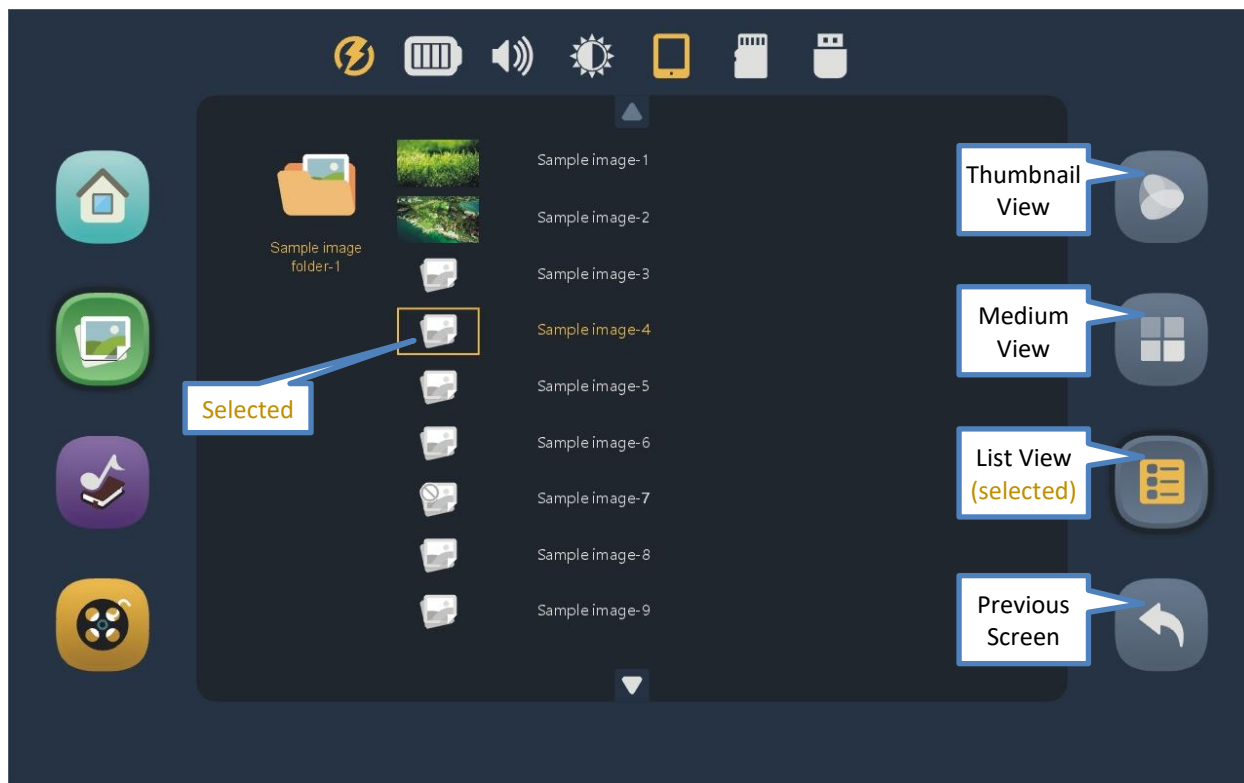 Sample image
folder-1
Sample image-1
Sample image-2
Sample image-3
Sample image-4
Sample image-5
Sample image-6
Sample image-7
Sample image-8
Sample image-9
Selected
Thumbnail
View
Medium
View
List View
(selected)
Previous
Screen